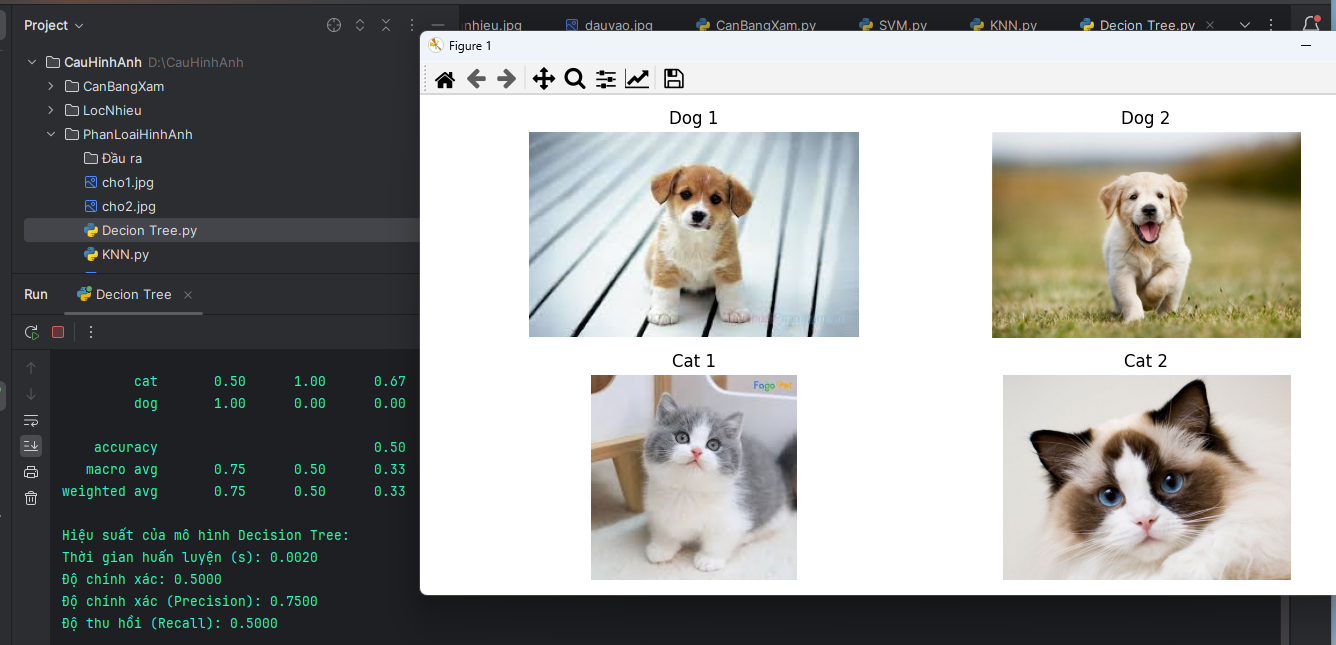 Project
nhieu.jpg dauvao.jpg CanBangXam.py SVM.py KNN.py Decion Tree.py
Figure 1
CauHinhAnh D:\CauHinhAnh
CanBangXam
LocNhieu
PhanLoaiHinhAnh
Đầu ra
cho1.jpg
cho2.jpg
Decion Tree.py
KNN.py
Dog 1 Dog 2
Cat 1 Cat 2
Fago Pet
Run Decion Tree
cat 0.50 1.00 0.67
dog 1.00 0.00 0.00
accuracy 0.50
macro avg 0.75 0.50 0.33
weighted avg 0.75 0.50 0.33
Hiệu suất của mô hình Decision Tree:
Thời gian huấn luyện (s): 0.0020
Độ chính xác: 0.5000
Độ chính xác (Precision): 0.7500
Độ thu hồi (Recall): 0.5000